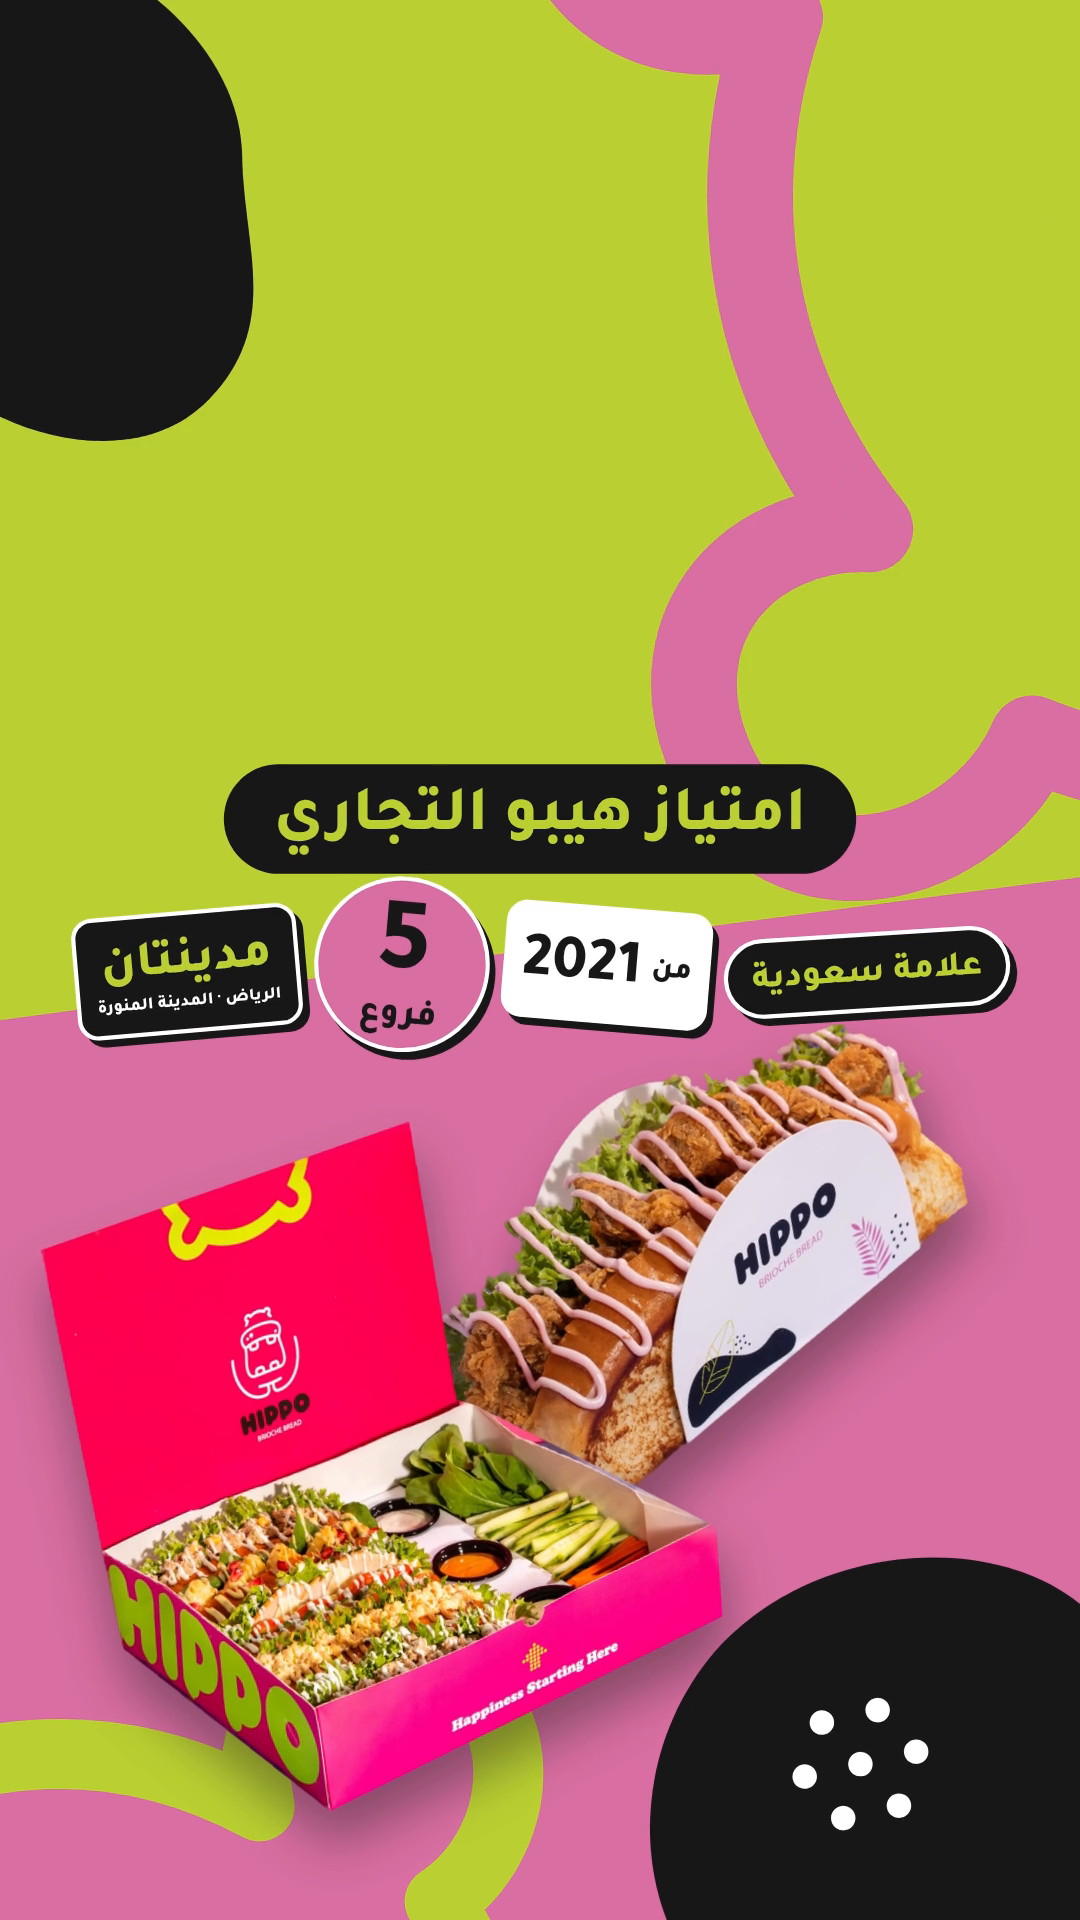 امتياز هيبو التجاري
علامة سعودية
من 2021
5
فروع
مدينتان
الرياض · المدينة المنورة
HIPPO
BRIOCHE BREAD
HIPPO
BRIOCHE BREAD
HIPPO
Happiness Starting Here